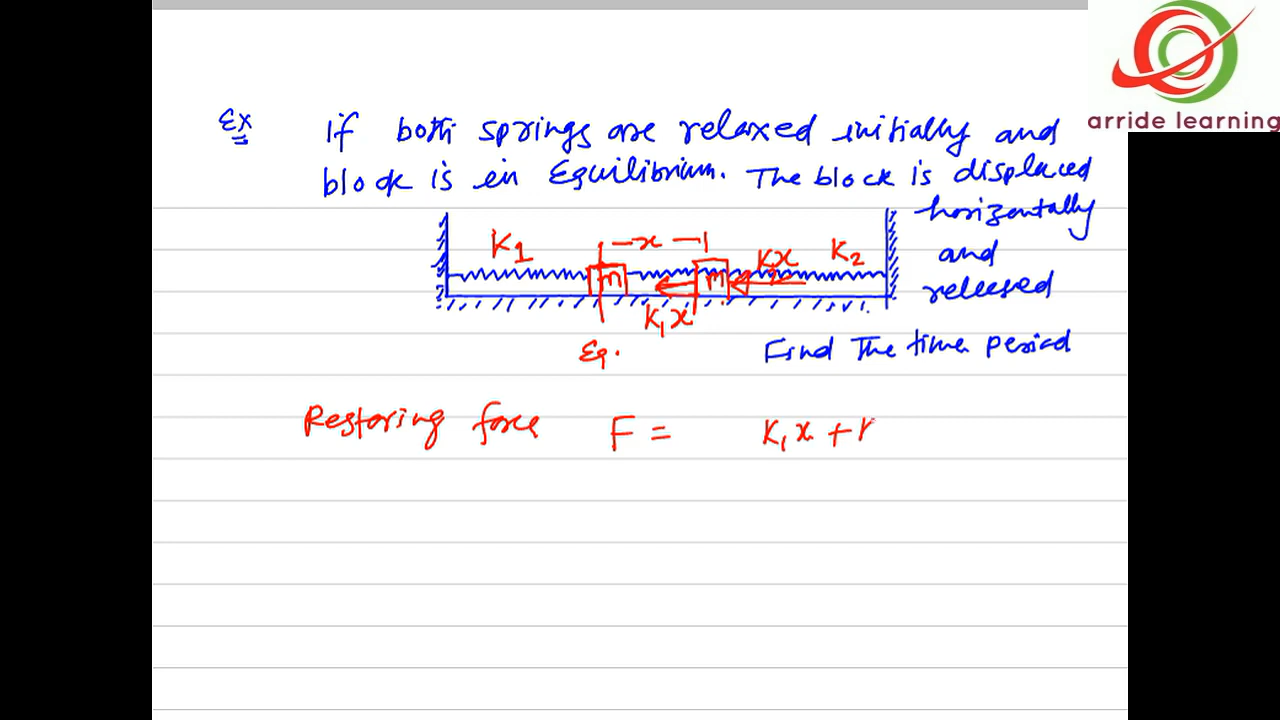 arride learning
Ex If both springs are relaxed initially and
block is in Equilibrium. The block is displaced
horizontally
and
released
K1 x K2
m m K2x
K1x
Eq.
Find The time period
Restoring force F = K1x +